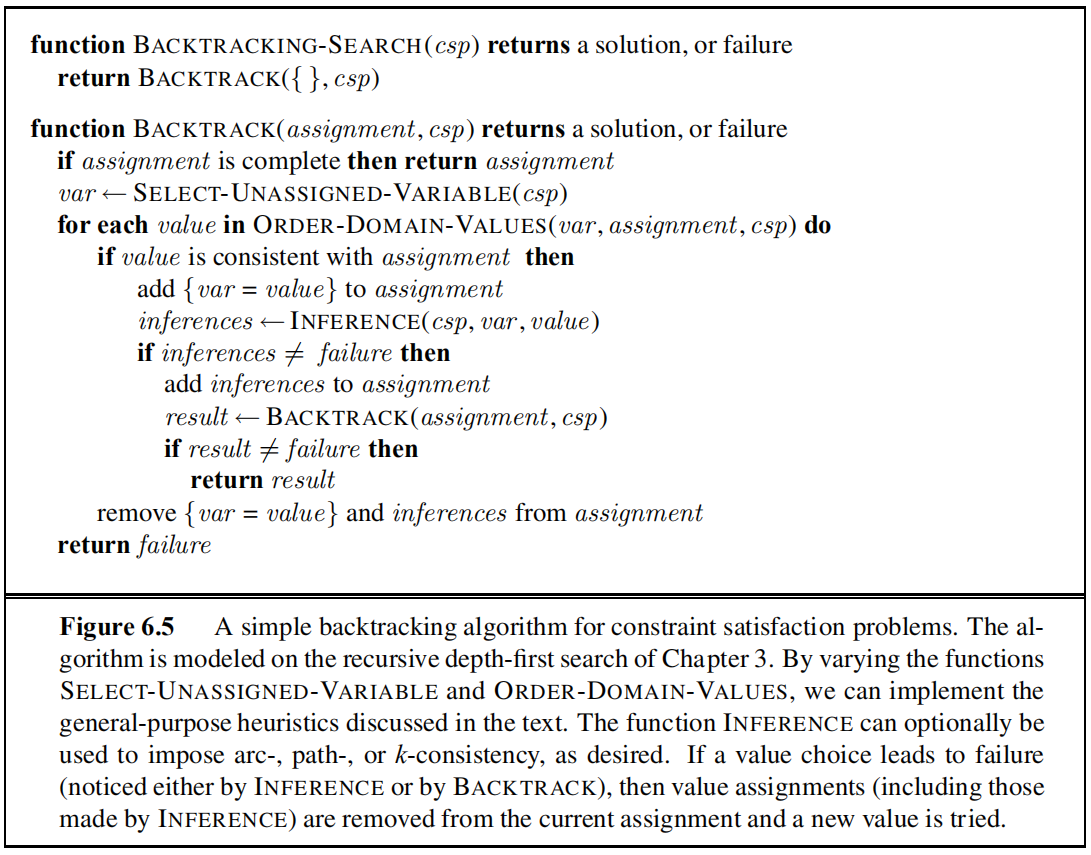 function BACKTRACKING-SEARCH(csp) returns a solution, or failure
return BACKTRACK({ }, csp)
function BACKTRACK(assignment, csp) returns a solution, or failure
if assignment is complete then return assignment
var ← SELECT-UNASSIGNED-VARIABLE(csp)
for each value in ORDER-DOMAIN-VALUES(var, assignment, csp) do
if value is consistent with assignment then
add {var = value} to assignment
inferences ← INFERENCE(csp, var, value)
if inferences ≠ failure then
add inferences to assignment
result ← BACKTRACK(assignment, csp)
if result ≠ failure then
return result
remove {var = value} and inferences from assignment
return failure
Figure 6.5 A simple backtracking algorithm for constraint satisfaction problems. The al-
gorithm is modeled on the recursive depth-first search of Chapter 3. By varying the functions
SELECT-UNASSIGNED-VARIABLE and ORDER-DOMAIN-VALUES, we can implement the
general-purpose heuristics discussed in the text. The function INFERENCE can optionally be
used to impose arc-, path-, or k-consistency, as desired. If a value choice leads to failure
(noticed either by INFERENCE or by BACKTRACK), then value assignments (including those
made by INFERENCE) are removed from the current assignment and a new value is tried.